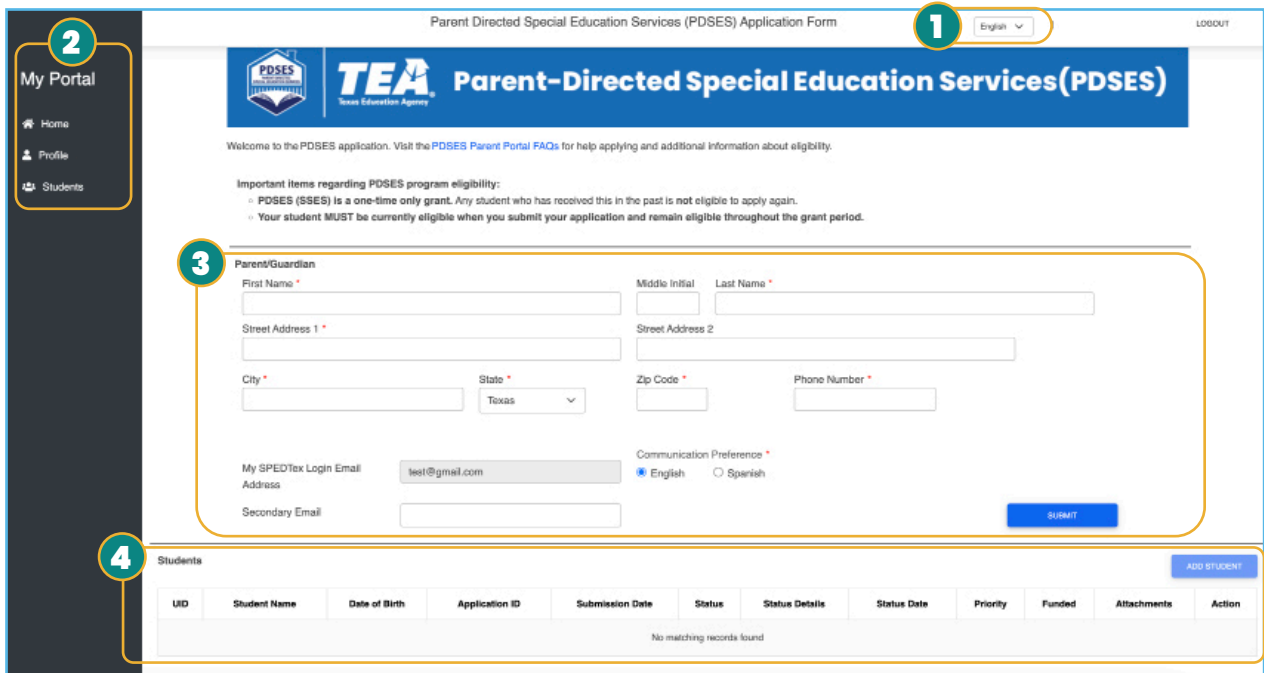 Parent Directed Special Education Services (PDSES) Application Form
1
English
LOGOUT
2
My Portal
Home
Profile
Students
PDSES
TEA
Texas Education Agency
Parent-Directed Special Education Services(PDSES)
Welcome to the PDSES application. Visit the PDSES Parent Portal FAQs for help applying and additional information about eligibility.
Important items regarding PDSES program eligibility:
PDSES (SSES) is a one-time only grant. Any student who has received this in the past is not eligible to apply again.
Your student MUST be currently eligible when you submit your application and remain eligible throughout the grant period.
3
Parent/Guardian
First Name * Middle Initial Last Name *
Street Address 1 * Street Address 2
City * State * Zip Code * Phone Number *
Texas
Communication Preference *
My SPEDTex Login Email Address test@gmail.com English Spanish
Secondary Email SUBMIT
4
Students ADD STUDENT
UID Student Name Date of Birth Application ID Submission Date Status Status Details Status Date Priority Funded Attachments Action
No matching records found